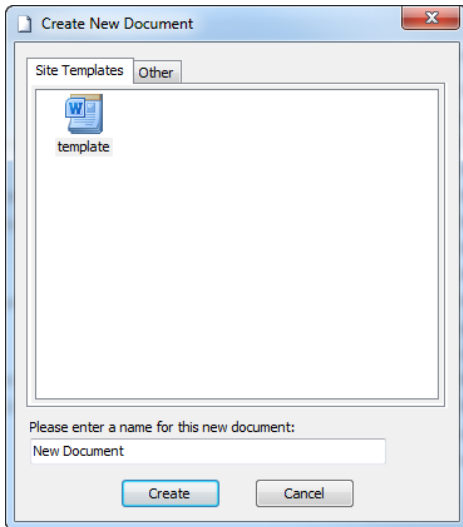 Create New Document
Site Templates Other
template
Please enter a name for this new document:
New Document
Create Cancel